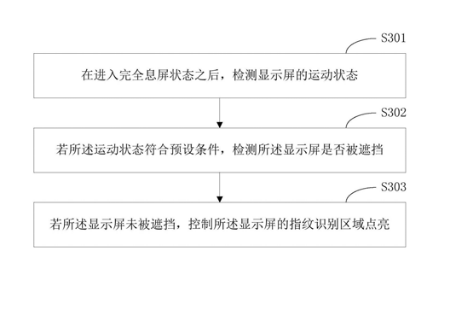 S301
在进入完全息屏状态之后，检测显示屏的运动状态
S302
若所述运动状态符合预设条件，检测所述显示屏是否被遮挡
S303
若所述显示屏未被遮挡，控制所述显示屏的指纹识别区域点亮